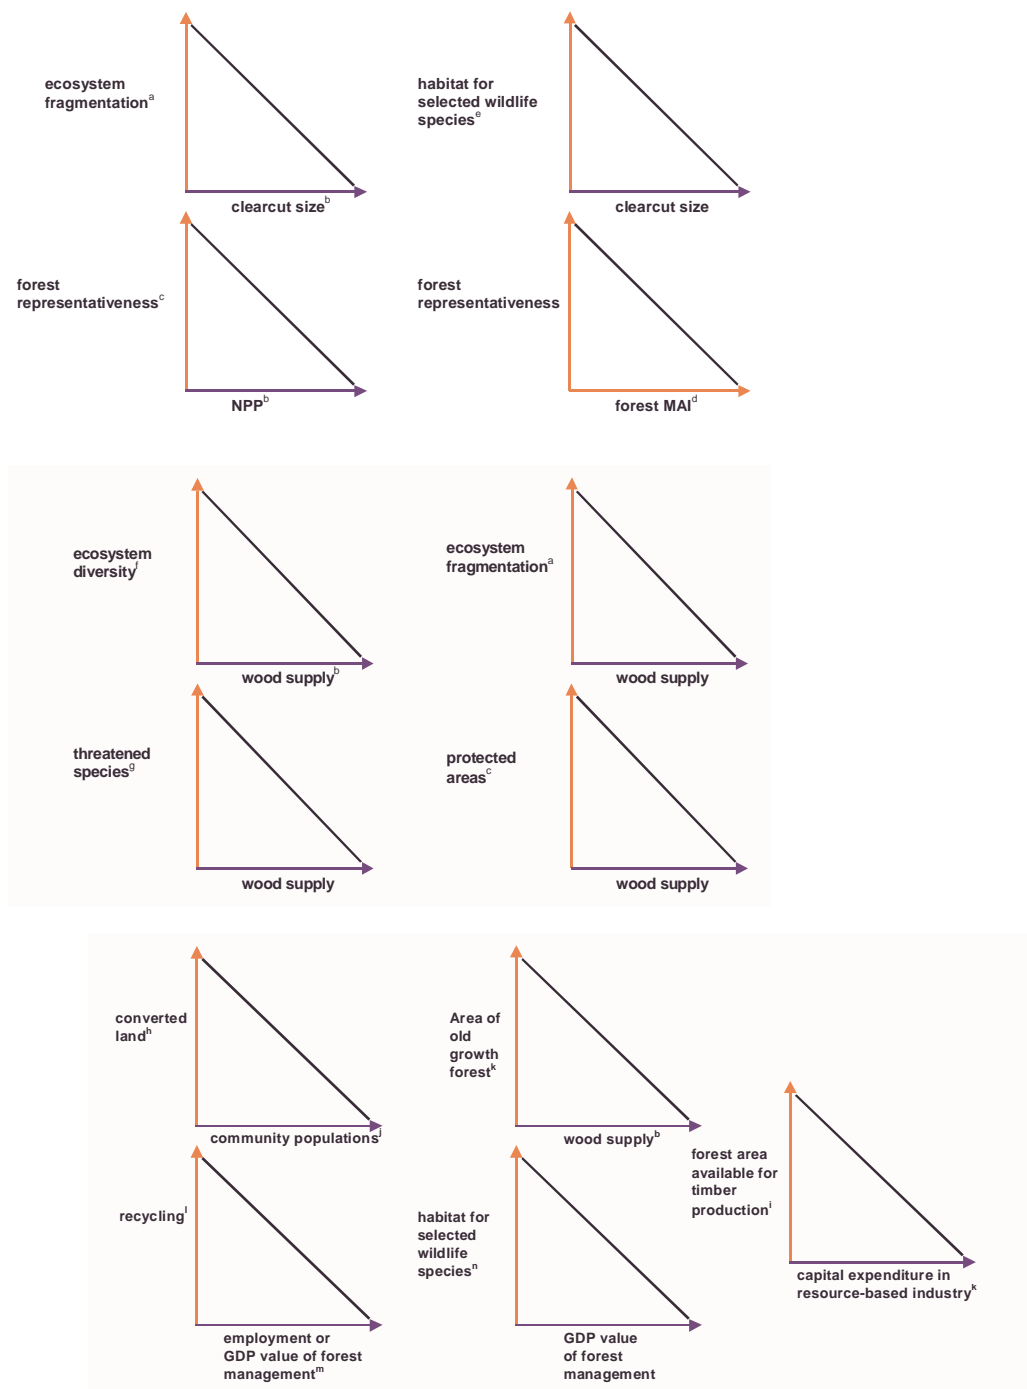 ecosystem
fragmentationa
clearcut sizeb
habitat for
selected wildlife
speciese
clearcut size
forest
representativenessc
NPPb
forest
representativeness
forest MAId
ecosystem
diversityf
wood supplyb
ecosystem
fragmentationa
wood supply
threatened
speciesg
wood supply
protected
areasc
wood supply
converted
landh
community populationsj
Area of
old
growth
forestk
wood supplyb
forest area
available for
timber
productioni
capital expenditure in
resource-based industryk
recyclingl
employment or
GDP value of forest
managementm
habitat for
selected
wildlife
speciesn
GDP value
of forest
management